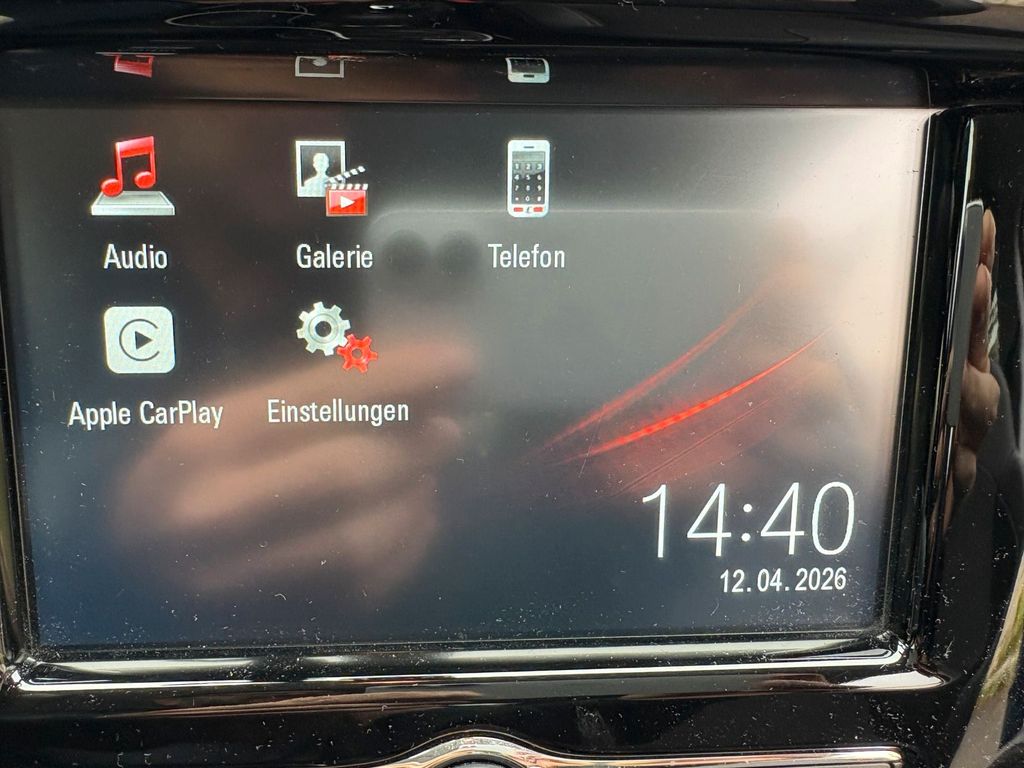 Audio
Galerie
Telefon
Apple CarPlay
Einstellungen
14:40
12.04.2026